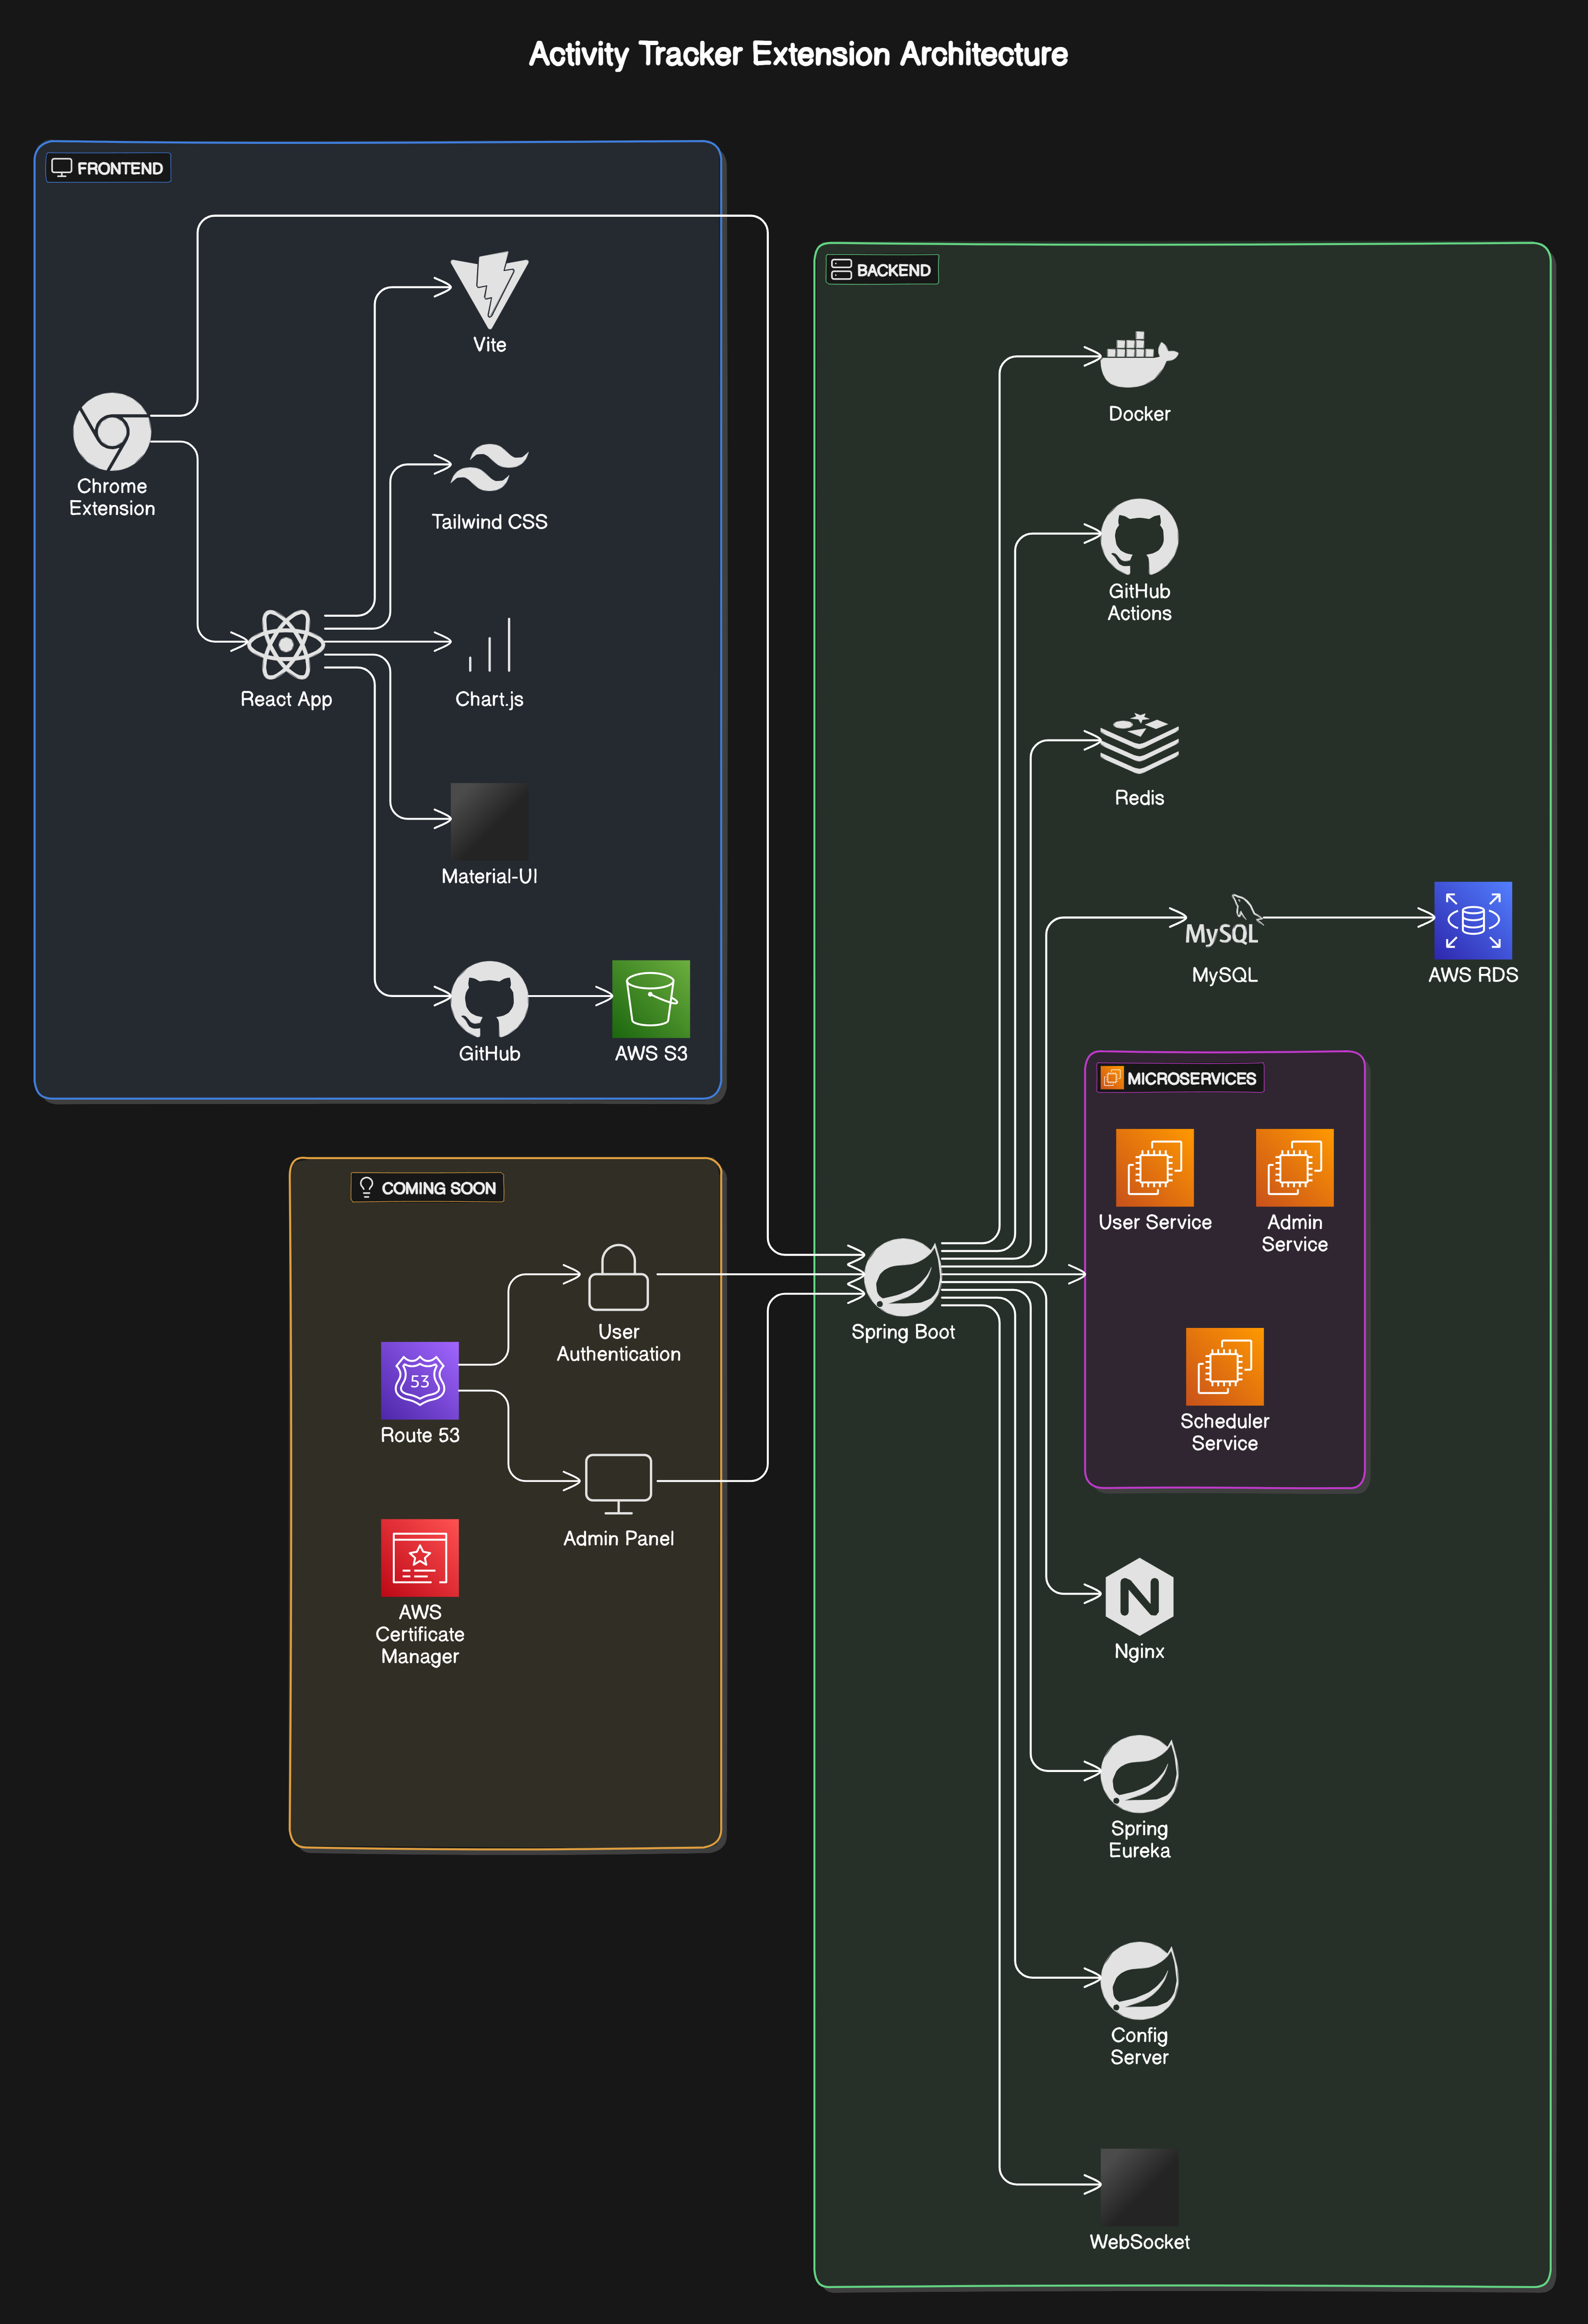 Activity Tracker Extension Architecture
FRONTEND
Vite
Chrome
Extension
Tailwind CSS
React App
Chart.js
Material-UI
GitHub
AWS S3
COMING SOON
User
Authentication
53
Route 53
Admin Panel
AWS
Certificate
Manager
BACKEND
Docker
GitHub
Actions
Redis
MySQL
MySQL
AWS RDS
MICROSERVICES
User Service
Admin
Service
Scheduler
Service
Spring Boot
Nginx
Spring
Eureka
Config
Server
WebSocket